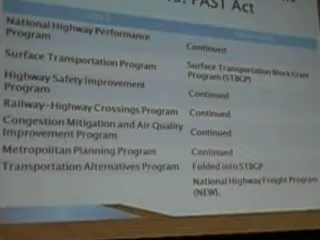 FAST Act
National Highway Performance
Program
Continued
Surface Transportation Program
Surface Transportation Block Grant
Program (STBGP)
Highway Safety Improvement
Program
Continued
Railway-Highway Crossings Program
Continued
Congestion Mitigation and Air Quality
Improvement Program
Continued
Metropolitan Planning Program
Continued
Transportation Alternatives Program
Folded into STBGP
National Highway Freight Program
(NEW).